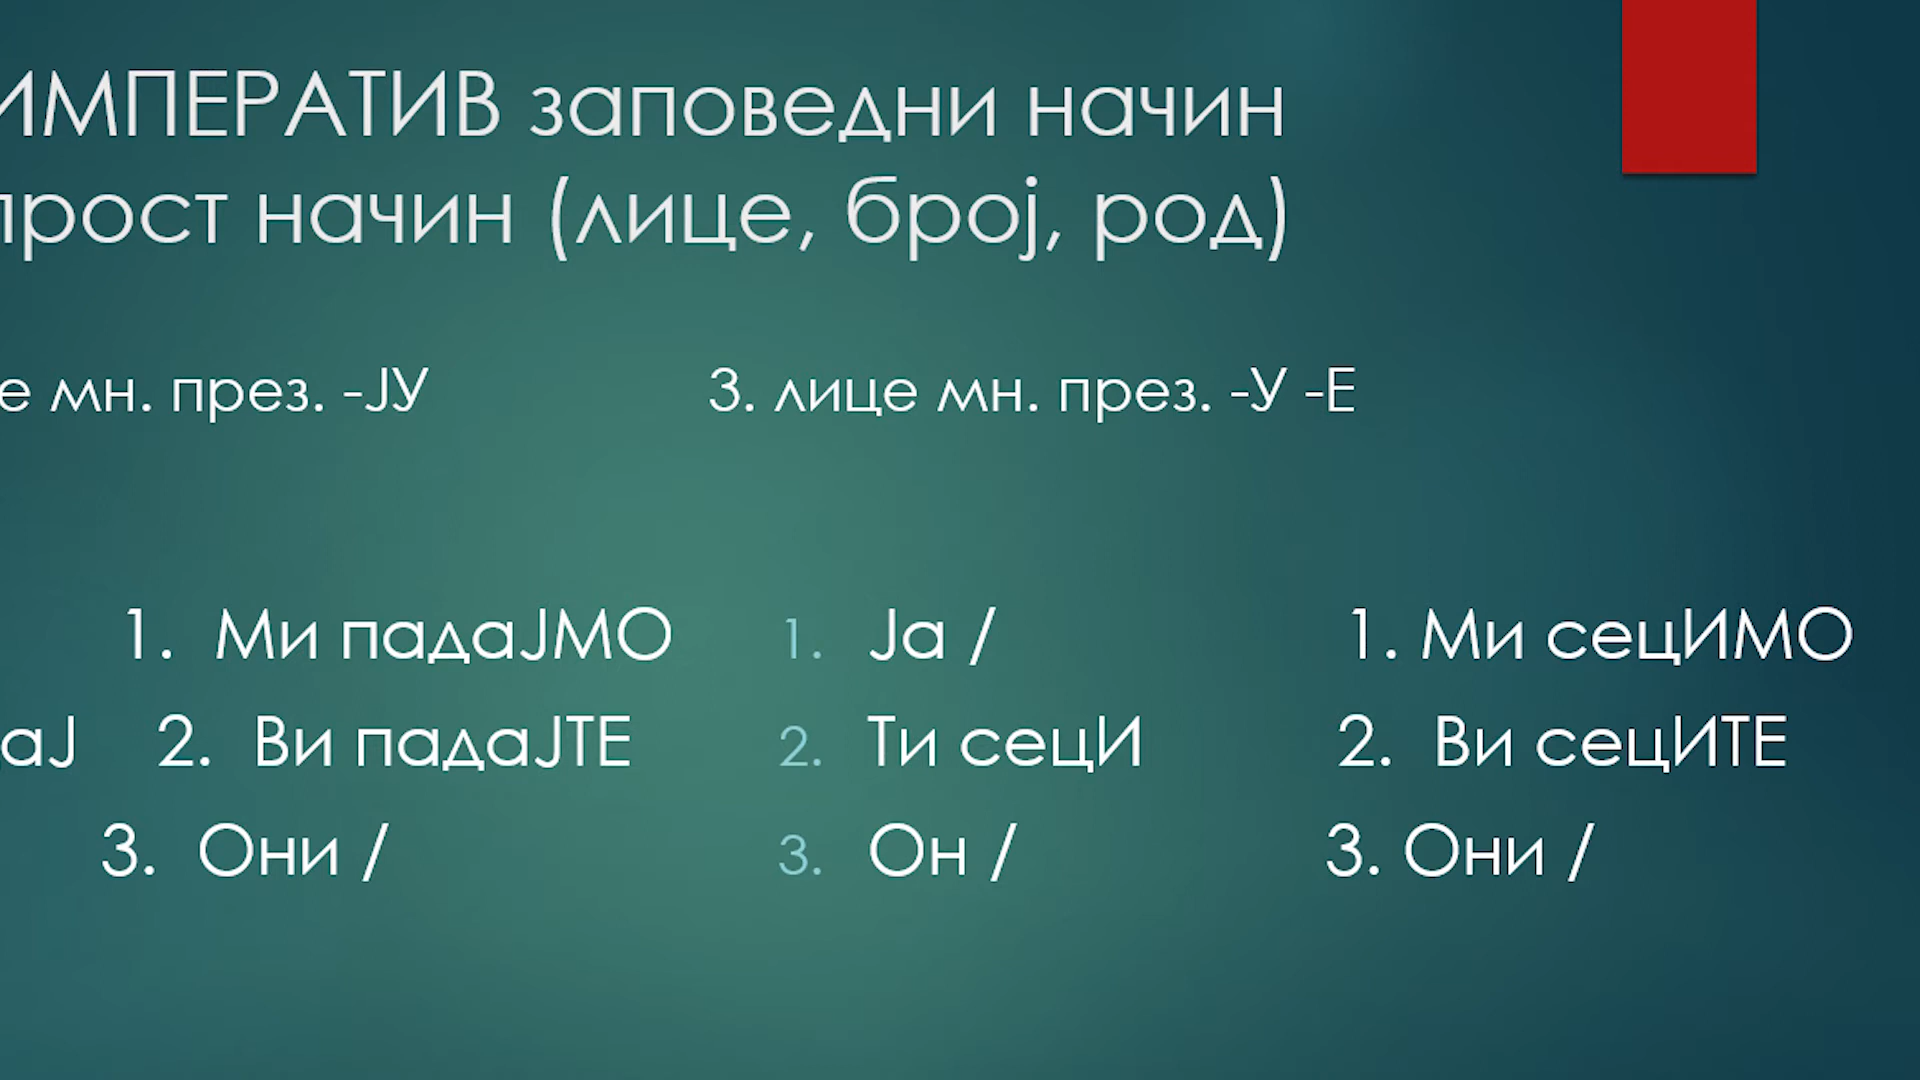 ИМПЕРАТИВ заповедни начин
прост начин (лице, број, род)
е мн. през. -ЈУ 3. лице мн. през. -У -Е
1. Ми падаЈМО 1. Ја / 1. Ми сецИМО
аЈ 2. Ви падаЈТЕ 2. Ти сецИ 2. Ви сецИТЕ
3. Они / 3. Он / 3. Они /